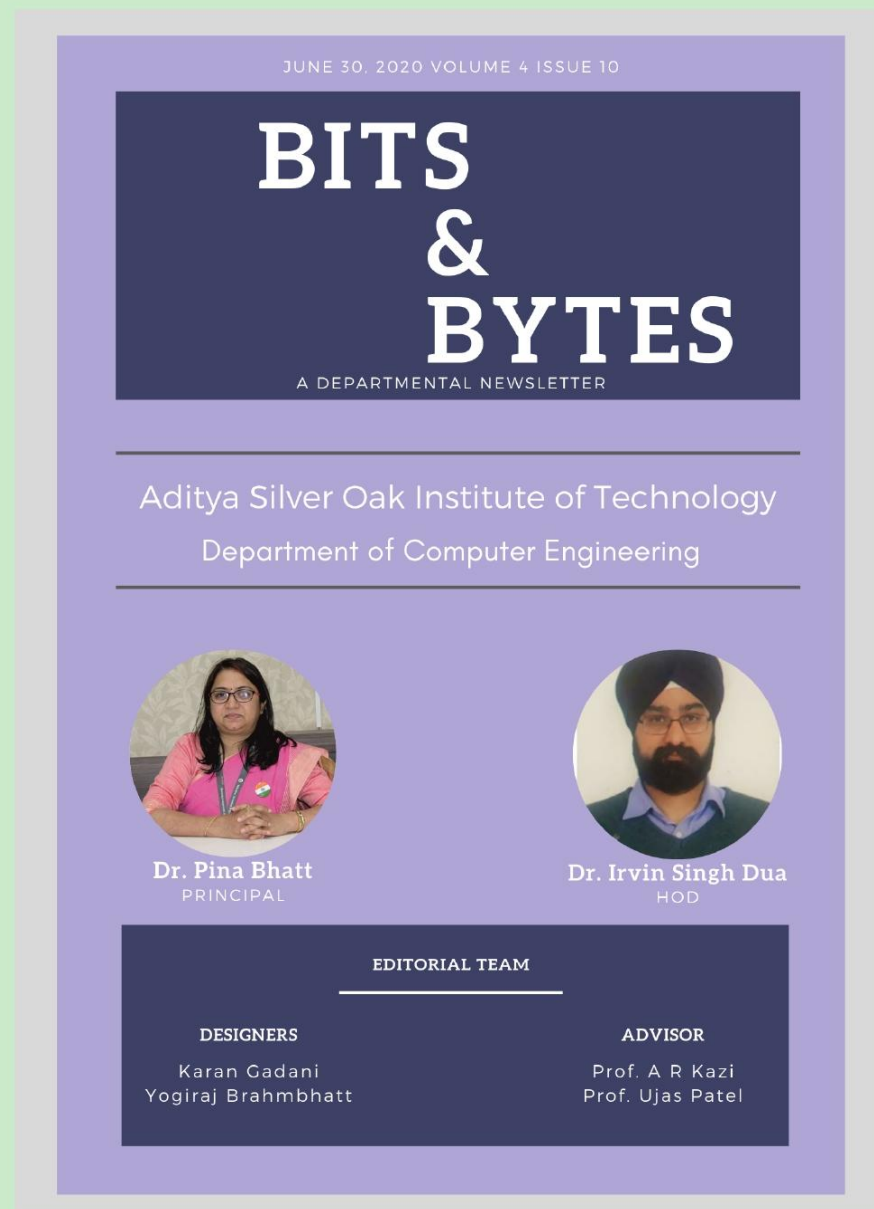 JUNE 30, 2020 VOLUME 4 ISSUE 10
BITS
&
BYTES
A DEPARTMENTAL NEWSLETTER
Aditya Silver Oak Institute of Technology
Department of Computer Engineering
Dr. Pina Bhatt
PRINCIPAL
Dr. Irvin Singh Dua
HOD
EDITORIAL TEAM
DESIGNERS
Karan Gadani
Yogiraj Brahmbhatt
ADVISOR
Prof. A R Kazi
Prof. Ujas Patel